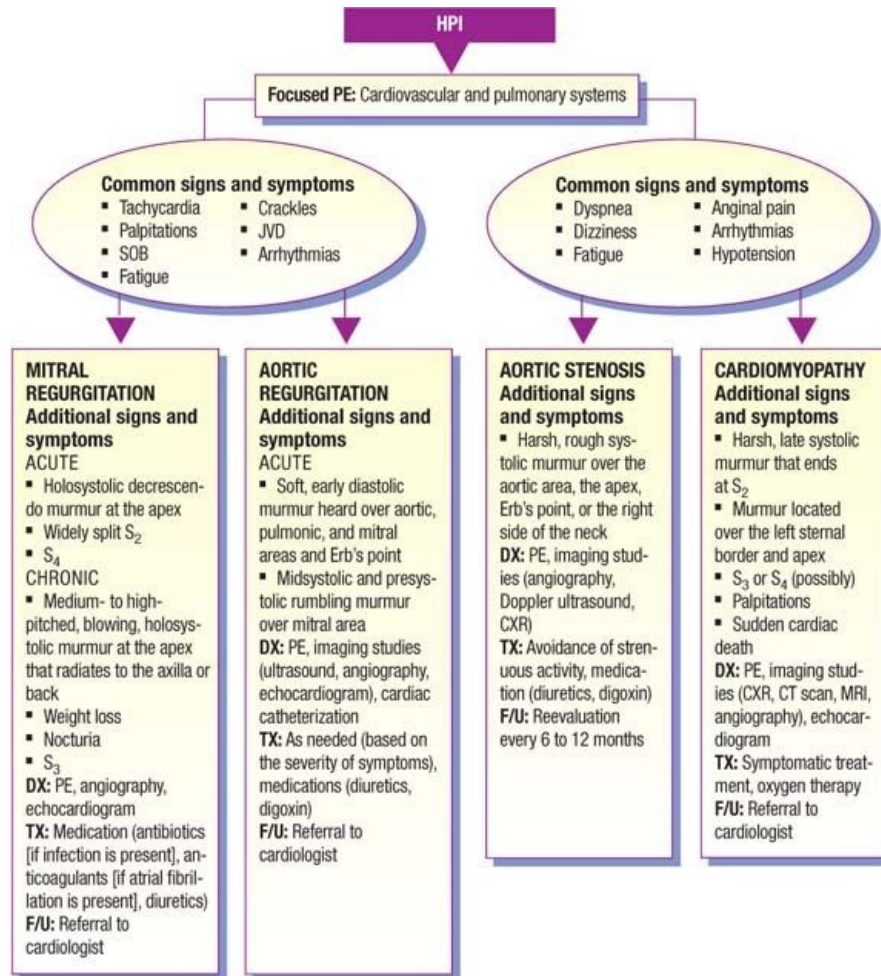 HPI
Focused PE: Cardiovascular and pulmonary systems
Common signs and symptoms
▪ Tachycardia
▪ Palpitations
▪ SOB
▪ Fatigue
▪ Crackles
▪ JVD
▪ Arrhythmias
Common signs and symptoms
▪ Dyspnea
▪ Dizziness
▪ Fatigue
▪ Anginal pain
▪ Arrhythmias
▪ Hypotension
MITRAL
REGURGITATION
Additional signs and
symptoms
ACUTE
▪ Holosystolic decrescen-
do murmur at the apex
▪ Widely split S₂
▪ S₄
CHRONIC
▪ Medium- to high-
pitched, blowing, holosys-
tolic murmur at the apex
that radiates to the axilla or
back
▪ Weight loss
▪ Nocturia
▪ S₃
DX: PE, angiography,
echocardiogram
TX: Medication (antibiotics
[if infection is present], an-
ticoagulants [if atrial fibril-
lation is present], diuretics)
F/U: Referral to
cardiologist
AORTIC
REGURGITATION
Additional signs and
symptoms
ACUTE
▪ Soft, early diastolic
murmur heard over aortic,
pulmonic, and mitral
areas and Erb's point
▪ Midsystolic and presys-
tolic rumbling murmur
over mitral area
DX: PE, imaging studies
(ultrasound, angiography,
echocardiogram), cardiac
catheterization
TX: As needed (based on
the severity of symptoms),
medications (diuretics,
digoxin)
F/U: Referral to
cardiologist
AORTIC STENOSIS
Additional signs
and symptoms
▪ Harsh, rough sys-
tolic murmur over the
aortic area, the apex,
Erb's point, or the right
side of the neck
DX: PE, imaging stud-
ies (angiography,
Doppler ultrasound,
CXR)
TX: Avoidance of stren-
uous activity, medica-
tion (diuretics, digoxin)
F/U: Reevaluation
every 6 to 12 months
CARDIOMYOPATHY
Additional signs
and symptoms
▪ Harsh, late systolic
murmur that ends
at S₂
▪ Murmur located
over the left sternal
border and apex
▪ S₃ or S₄ (possibly)
▪ Palpitations
▪ Sudden cardiac
death
DX: PE, imaging stud-
ies (CXR, CT scan, MRI,
angiography), echocar-
diogram
TX: Symptomatic treat-
ment, oxygen therapy
F/U: Referral to
cardiologist